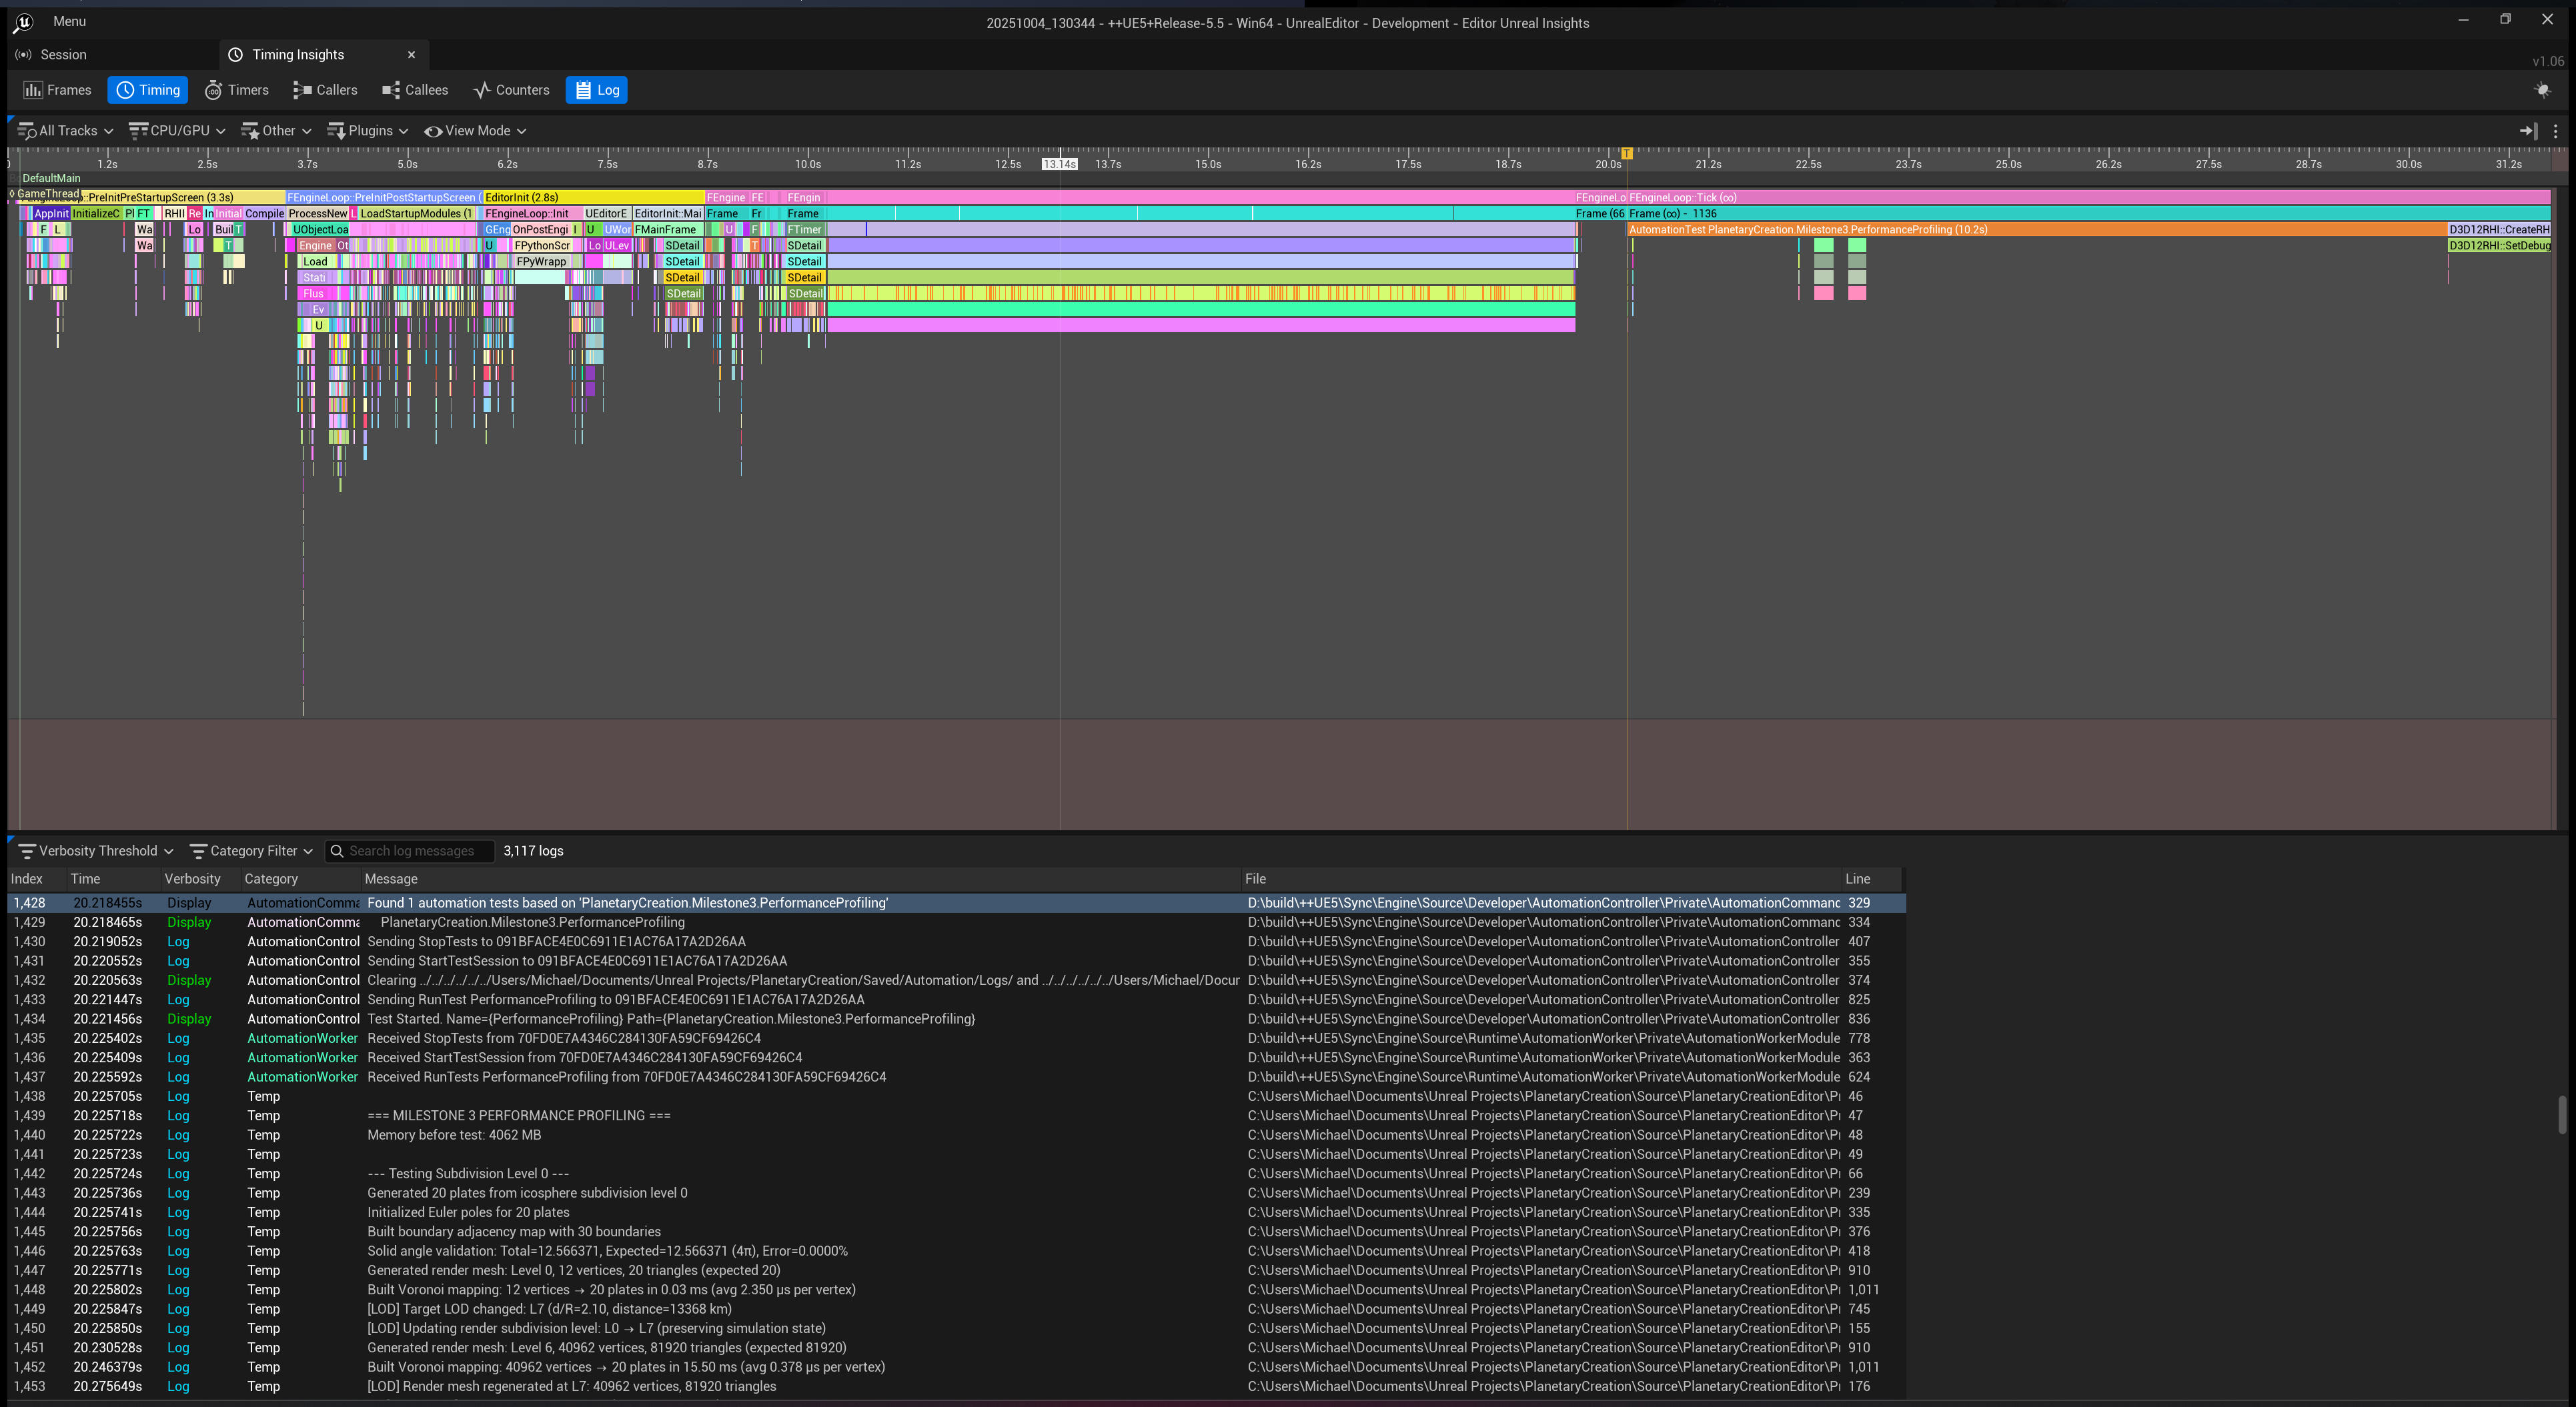 Menu
20251004_130344 - ++UE5+Release-5.5 - Win64 - UnrealEditor - Development - Editor Unreal Insights
Session
Timing Insights
v1.06
Frames Timing Timers Callers Callees Counters Log
All Tracks CPU/GPU Other Plugins View Mode
1.2s 2.5s 3.7s 5.0s 6.2s 7.5s 8.7s 10.0s 11.2s 12.5s 13.14s 13.7s 15.0s 16.2s 17.5s 18.7s 20.0s T 21.2s 22.5s 23.7s 25.0s 26.2s 27.5s 28.7s 30.0s 31.2s
DefaultMain
GameThread
::PreInitPreStartupScreen (3.3s) FEngineLoop::PreInitPostStartupScreen ( EditorInit (2.8s) FEngine FE FEngin FEngineLo FEngineLoop::Tick (∞)
AppInit InitializeC Pl FT RHII Re In Initial Compile ProcessNew L LoadStartupModules (1 FEngineLoop::Init UEditorE EditorInit::Mai Frame Fr Frame Frame (66 Frame (∞) - 1136
F L Wa Lo Buil T UObjectLoa GEng OnPostEngi I U UWor FMainFrame U F FTimer AutomationTest PlanetaryCreation.Milestone3.PerformanceProfiling (10.2s) D3D12RHI::CreateRH
Wa T Engine Ot U FPythonScr Lo ULev SDetail T SDetail D3D12RHI::SetDebug
Load FPyWrapp SDetail SDetail
Stati SDetail SDetail
Flus SDetail SDetail
Ev
U
Verbosity Threshold Category Filter Search log messages 3,117 logs
Index Time Verbosity Category Message File Line
1,428 20.218455s Display AutomationComma Found 1 automation tests based on 'PlanetaryCreation.Milestone3.PerformanceProfiling' D:\build\++UE5\Sync\Engine\Source\Developer\AutomationController\Private\AutomationCommanc 329
1,429 20.218465s Display AutomationComma PlanetaryCreation.Milestone3.PerformanceProfiling D:\build\++UE5\Sync\Engine\Source\Developer\AutomationController\Private\AutomationCommanc 334
1,430 20.219052s Log AutomationControl Sending StopTests to 091BFACE4E0C6911E1AC76A17A2D26AA D:\build\++UE5\Sync\Engine\Source\Developer\AutomationController\Private\AutomationController 407
1,431 20.220552s Log AutomationControl Sending StartTestSession to 091BFACE4E0C6911E1AC76A17A2D26AA D:\build\++UE5\Sync\Engine\Source\Developer\AutomationController\Private\AutomationController 355
1,432 20.220563s Display AutomationControl Clearing ../../../../../../Users/Michael/Documents/Unreal Projects/PlanetaryCreation/Saved/Automation/Logs/ and ../../../../../../Users/Michael/Docur D:\build\++UE5\Sync\Engine\Source\Developer\AutomationController\Private\AutomationController 374
1,433 20.221447s Log AutomationControl Sending RunTest PerformanceProfiling to 091BFACE4E0C6911E1AC76A17A2D26AA D:\build\++UE5\Sync\Engine\Source\Developer\AutomationController\Private\AutomationController 825
1,434 20.221456s Display AutomationControl Test Started. Name={PerformanceProfiling} Path={PlanetaryCreation.Milestone3.PerformanceProfiling} D:\build\++UE5\Sync\Engine\Source\Developer\AutomationController\Private\AutomationController 836
1,435 20.225402s Log AutomationWorker Received StopTests from 70FD0E7A4346C284130FA59CF69426C4 D:\build\++UE5\Sync\Engine\Source\Runtime\AutomationWorker\Private\AutomationWorkerModule 778
1,436 20.225409s Log AutomationWorker Received StartTestSession from 70FD0E7A4346C284130FA59CF69426C4 D:\build\++UE5\Sync\Engine\Source\Runtime\AutomationWorker\Private\AutomationWorkerModule 363
1,437 20.225592s Log AutomationWorker Received RunTests PerformanceProfiling from 70FD0E7A4346C284130FA59CF69426C4 D:\build\++UE5\Sync\Engine\Source\Runtime\AutomationWorker\Private\AutomationWorkerModule 624
1,438 20.225705s Log Temp C:\Users\Michael\Documents\Unreal Projects\PlanetaryCreation\Source\PlanetaryCreationEditor\Pı 46
1,439 20.225718s Log Temp === MILESTONE 3 PERFORMANCE PROFILING === C:\Users\Michael\Documents\Unreal Projects\PlanetaryCreation\Source\PlanetaryCreationEditor\Pı 47
1,440 20.225722s Log Temp Memory before test: 4062 MB C:\Users\Michael\Documents\Unreal Projects\PlanetaryCreation\Source\PlanetaryCreationEditor\Pı 48
1,441 20.225723s Log Temp C:\Users\Michael\Documents\Unreal Projects\PlanetaryCreation\Source\PlanetaryCreationEditor\Pı 49
1,442 20.225724s Log Temp --- Testing Subdivision Level 0 --- C:\Users\Michael\Documents\Unreal Projects\PlanetaryCreation\Source\PlanetaryCreationEditor\Pı 66
1,443 20.225736s Log Temp Generated 20 plates from icosphere subdivision level 0 C:\Users\Michael\Documents\Unreal Projects\PlanetaryCreation\Source\PlanetaryCreationEditor\Pı 239
1,444 20.225741s Log Temp Initialized Euler poles for 20 plates C:\Users\Michael\Documents\Unreal Projects\PlanetaryCreation\Source\PlanetaryCreationEditor\Pı 335
1,445 20.225756s Log Temp Built boundary adjacency map with 30 boundaries C:\Users\Michael\Documents\Unreal Projects\PlanetaryCreation\Source\PlanetaryCreationEditor\Pı 376
1,446 20.225763s Log Temp Solid angle validation: Total=12.566371, Expected=12.566371 (4π), Error=0.0000% C:\Users\Michael\Documents\Unreal Projects\PlanetaryCreation\Source\PlanetaryCreationEditor\Pı 418
1,447 20.225771s Log Temp Generated render mesh: Level 0, 12 vertices, 20 triangles (expected 20) C:\Users\Michael\Documents\Unreal Projects\PlanetaryCreation\Source\PlanetaryCreationEditor\Pı 910
1,448 20.225802s Log Temp Built Voronoi mapping: 12 vertices → 20 plates in 0.03 ms (avg 2.350 μs per vertex) C:\Users\Michael\Documents\Unreal Projects\PlanetaryCreation\Source\PlanetaryCreationEditor\Pı 1,011
1,449 20.225847s Log Temp [LOD] Target LOD changed: L7 (d/R=2.10, distance=13368 km) C:\Users\Michael\Documents\Unreal Projects\PlanetaryCreation\Source\PlanetaryCreationEditor\Pı 745
1,450 20.225850s Log Temp [LOD] Updating render subdivision level: L0 → L7 (preserving simulation state) C:\Users\Michael\Documents\Unreal Projects\PlanetaryCreation\Source\PlanetaryCreationEditor\Pı 155
1,451 20.230528s Log Temp Generated render mesh: Level 6, 40962 vertices, 81920 triangles (expected 81920) C:\Users\Michael\Documents\Unreal Projects\PlanetaryCreation\Source\PlanetaryCreationEditor\Pı 910
1,452 20.246379s Log Temp Built Voronoi mapping: 40962 vertices → 20 plates in 15.50 ms (avg 0.378 μs per vertex) C:\Users\Michael\Documents\Unreal Projects\PlanetaryCreation\Source\PlanetaryCreationEditor\Pı 1,011
1,453 20.275649s Log Temp [LOD] Render mesh regenerated at L7: 40962 vertices, 81920 triangles C:\Users\Michael\Documents\Unreal Projects\PlanetaryCreation\Source\PlanetaryCreationEditor\Pı 176